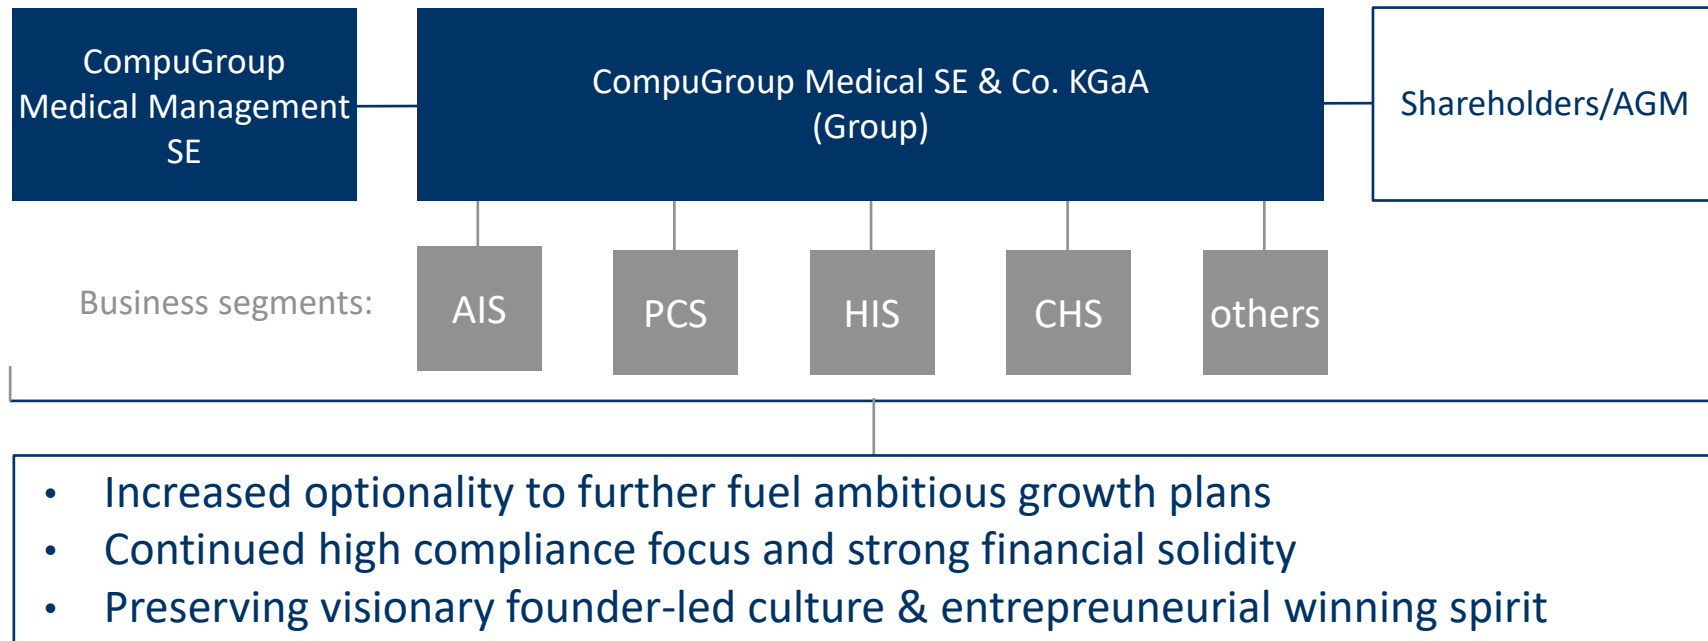 CompuGroup
Medical Management
SE
CompuGroup Medical SE & Co. KGaA
(Group)
Shareholders/AGM
Business segments:
AIS
PCS
HIS
CHS
others
• Increased optionality to further fuel ambitious growth plans
• Continued high compliance focus and strong financial solidity
• Preserving visionary founder-led culture & entrepreuneurial winning spirit